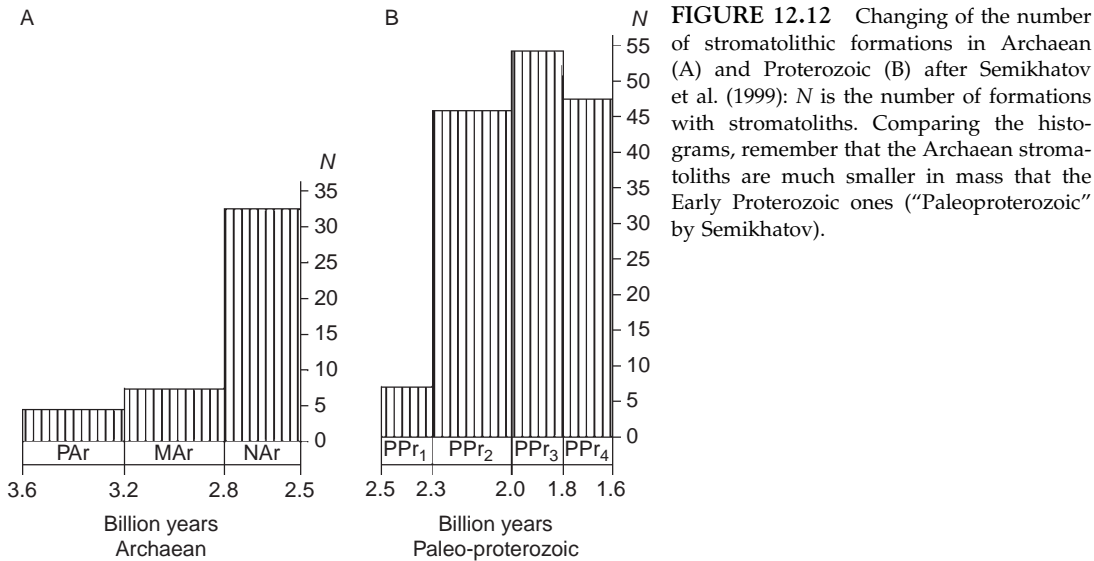 A
N
35
30
25
20
15
10
5
0
PAr MAr NAr
3.6 3.2 2.8 2.5
Billion years
Archaean
B
N
55
50
45
40
35
30
25
20
15
10
5
0
PPr₁ PPr₂ PPr₃ PPr₄
2.5 2.3 2.0 1.8 1.6
Billion years
Paleo-proterozoic
FIGURE 12.12 Changing of the number
of stromatolithic formations in Archaean
(A) and Proterozoic (B) after Semikhatov
et al. (1999): N is the number of formations
with stromatoliths. Comparing the histo-
grams, remember that the Archaean stroma-
toliths are much smaller in mass that the
Early Proterozoic ones (“Paleoproterozoic”
by Semikhatov).